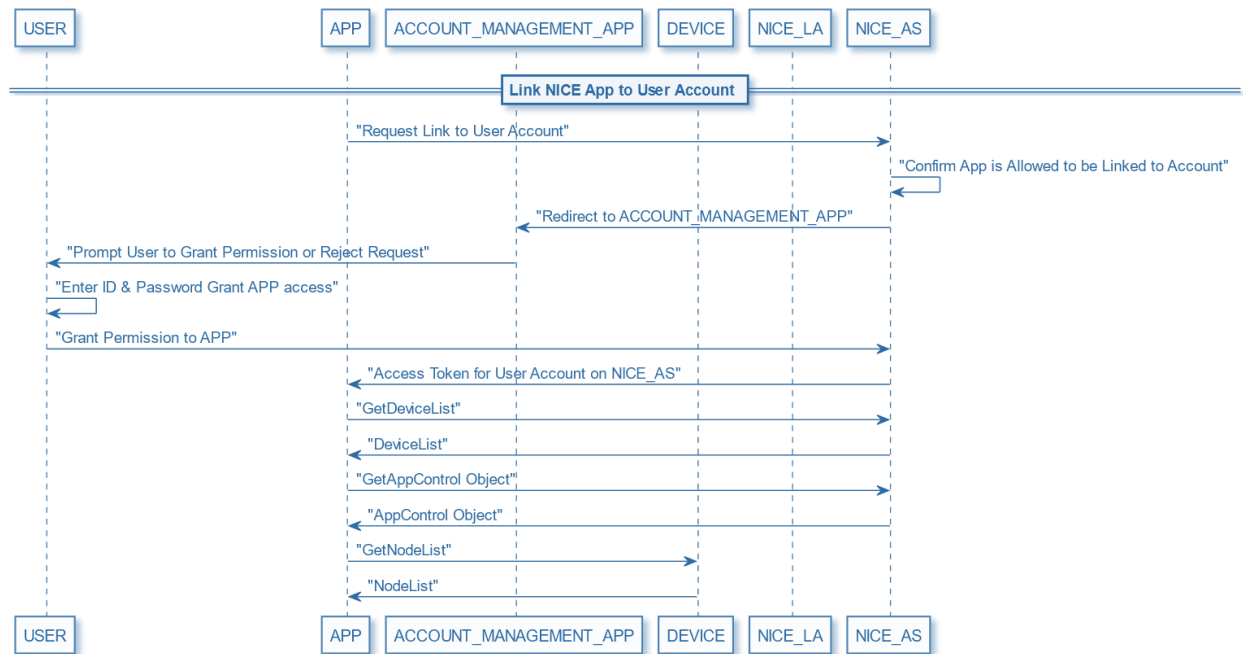 USER APP ACCOUNT_MANAGEMENT_APP DEVICE NICE_LA NICE_AS
Link NICE App to User Account
"Request Link to User Account"
"Confirm App is Allowed to be Linked to Account"
"Redirect to ACCOUNT_MANAGEMENT_APP"
"Prompt User to Grant Permission or Reject Request"
"Enter ID & Password Grant APP access"
"Grant Permission to APP"
"Access Token for User Account on NICE_AS"
"GetDeviceList"
"DeviceList"
"GetAppControl Object"
"AppControl Object"
"GetNodeList"
"NodeList"
USER APP ACCOUNT_MANAGEMENT_APP DEVICE NICE_LA NICE_AS